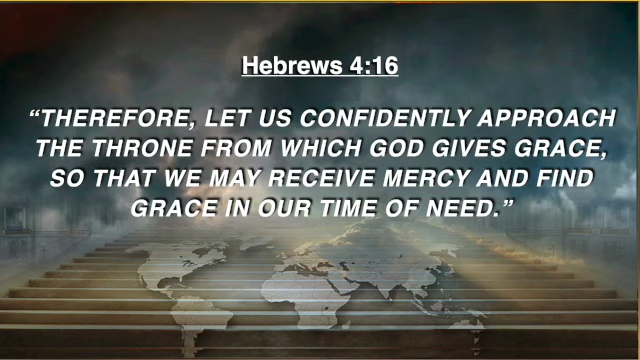 Hebrews 4:16
“THEREFORE, LET US CONFIDENTLY APPROACH
THE THRONE FROM WHICH GOD GIVES GRACE,
SO THAT WE MAY RECEIVE MERCY AND FIND
GRACE IN OUR TIME OF NEED.”